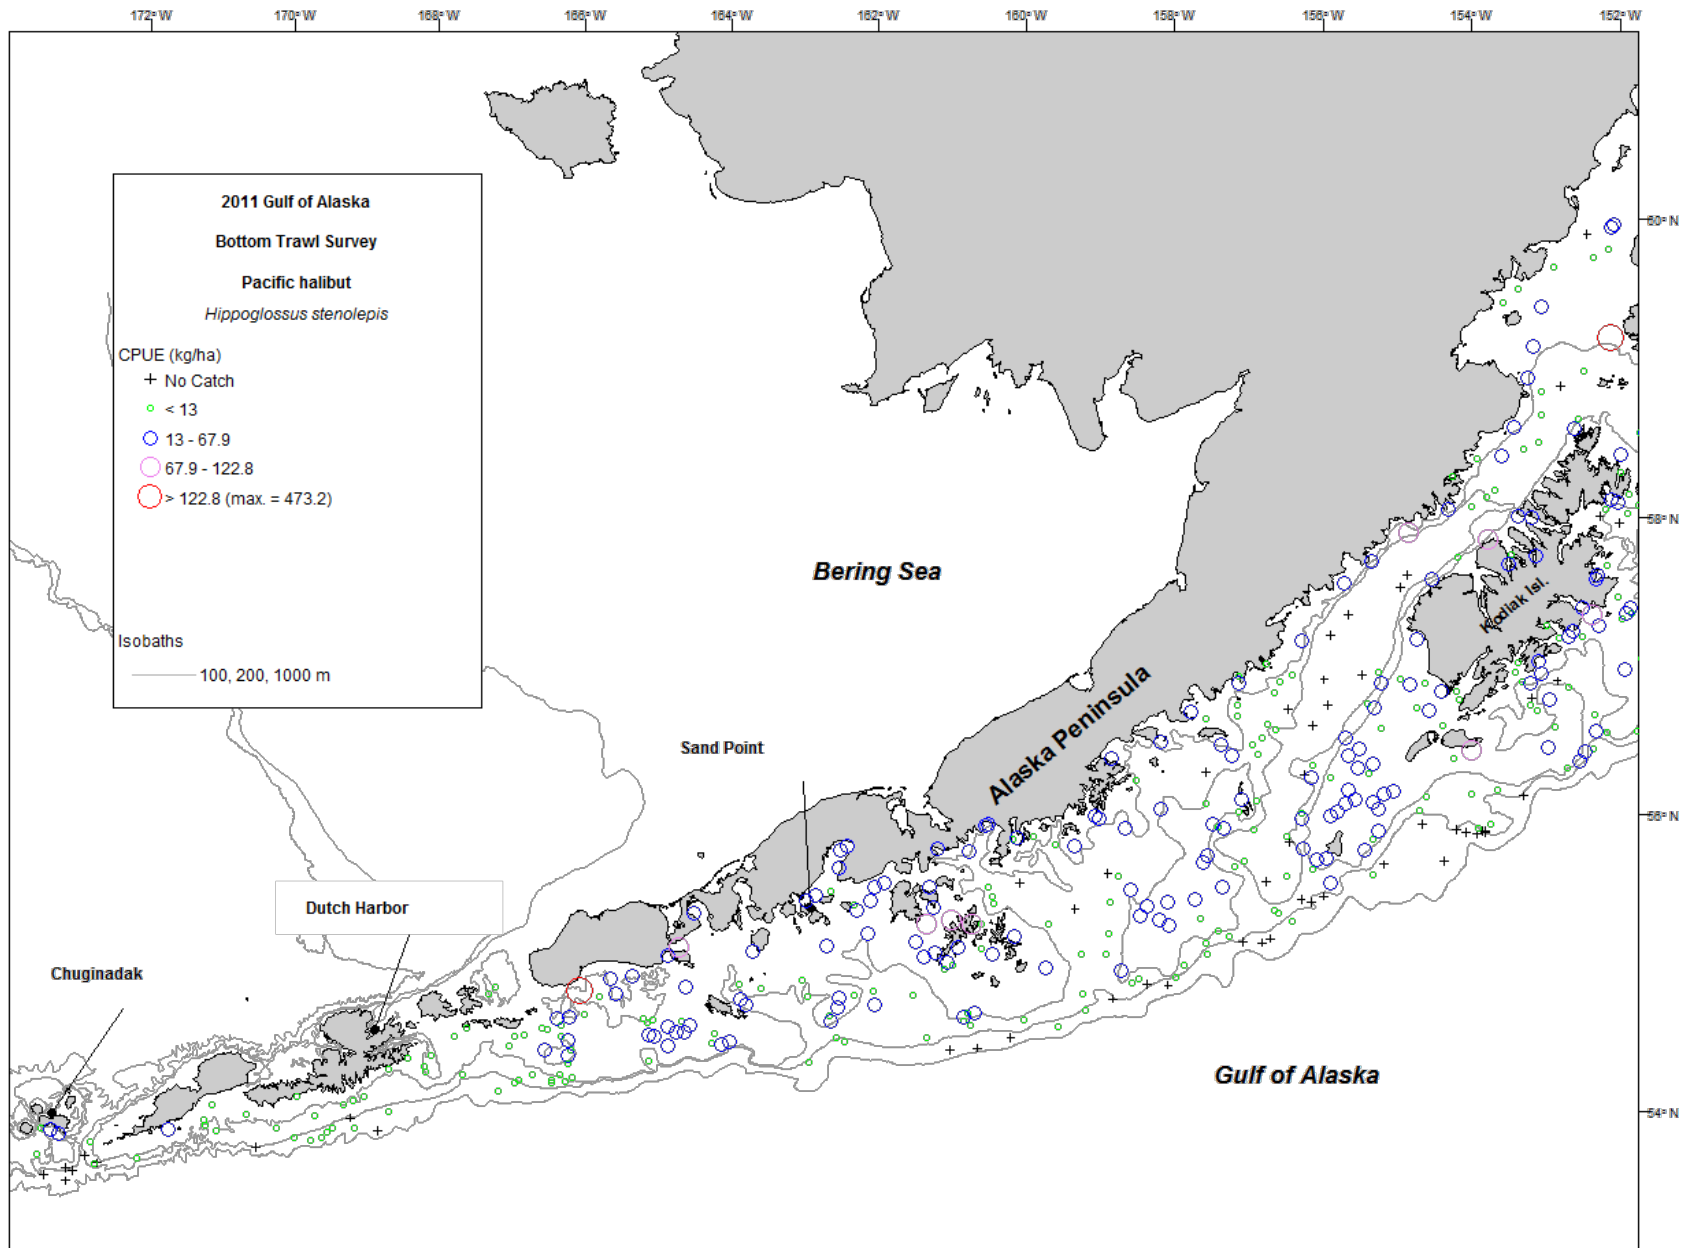 172° W 170° W 168° W 166° W 164° W 162° W 160° W 158° W 156° W 154° W 152° W
2011 Gulf of Alaska
Bottom Trawl Survey
Pacific halibut
Hippoglossus stenolepis
CPUE (kg/ha)
No Catch
< 13
13 - 67.9
67.9 - 122.8
> 122.8 (max. = 473.2)
Isobaths
100, 200, 1000 m
60° N
58° N
56° N
54° N
Bering Sea
Kodiak Isl.
Alaska Peninsula
Sand Point
Dutch Harbor
Chuginadak
Gulf of Alaska